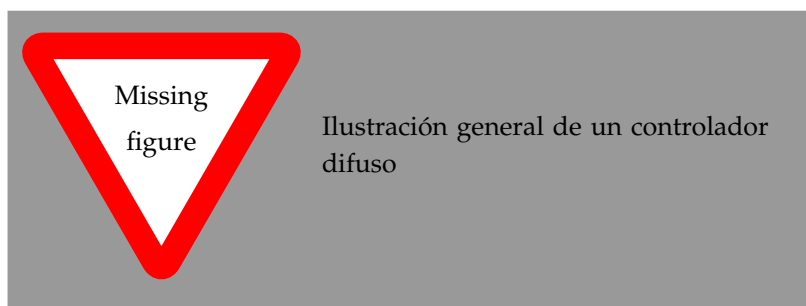 Missing
figure
Ilustración general de un controlador
difuso